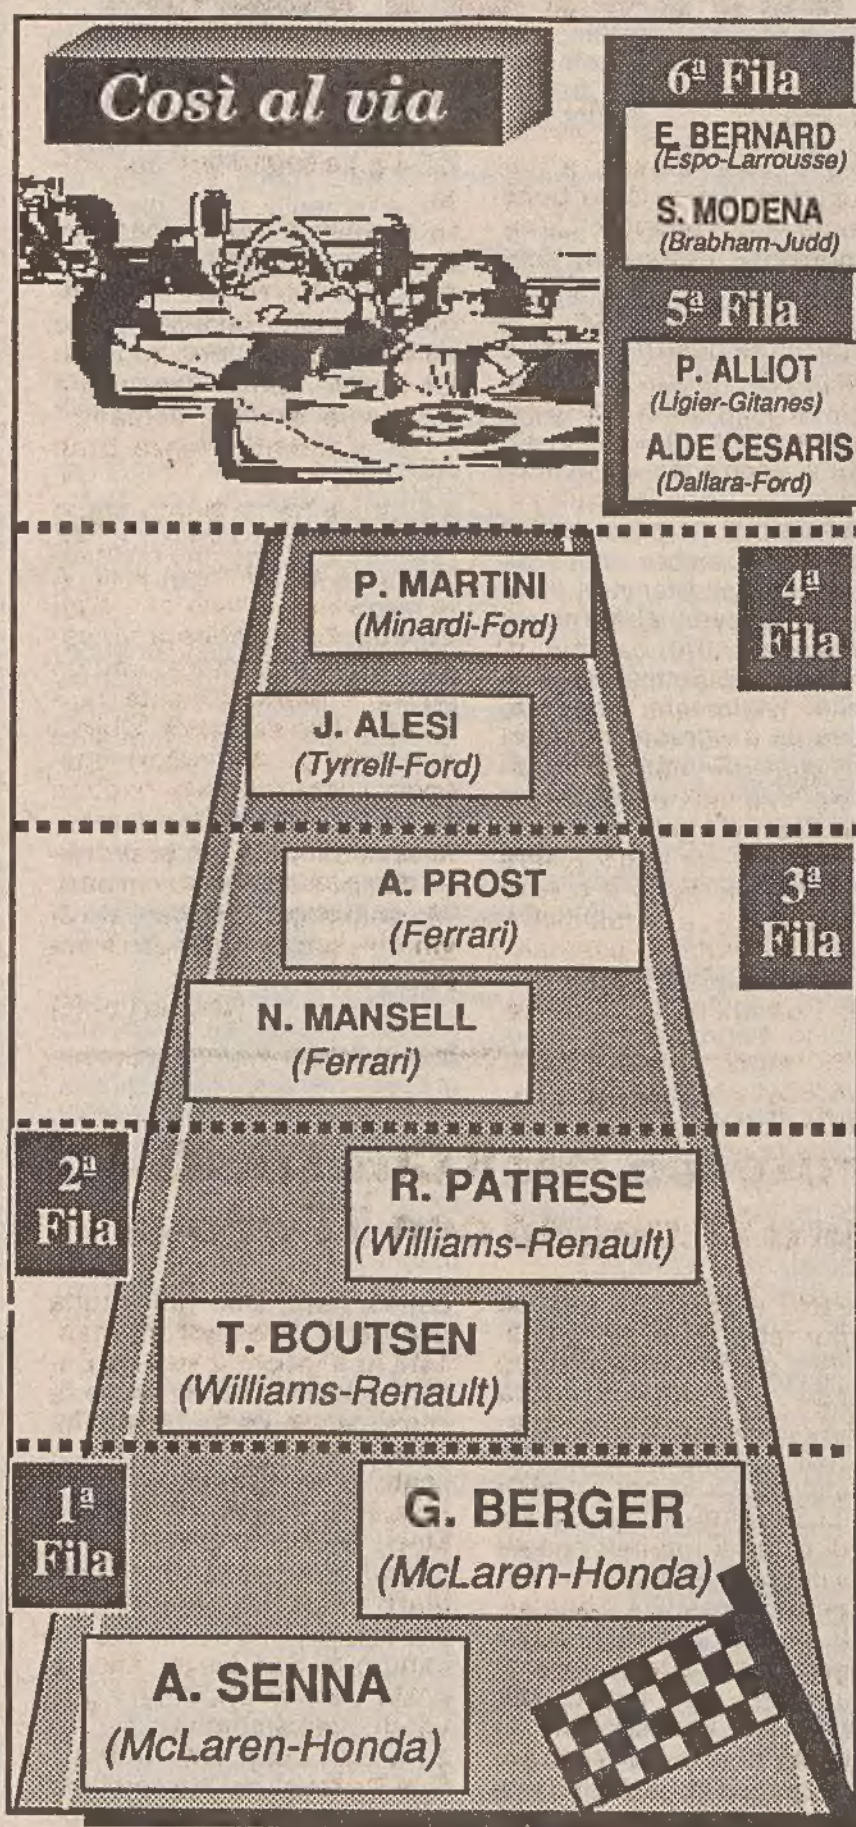 Così al via
6ª Fila
E. BERNARD
(Espo-Larrousse)
S. MODENA
(Brabham-Judd)
5ª Fila
P. ALLIOT
(Ligier-Gitanes)
A.DE CESARIS
(Dallara-Ford)
4ª
Fila
P. MARTINI
(Minardi-Ford)
J. ALESI
(Tyrrell-Ford)
3ª
Fila
A. PROST
(Ferrari)
N. MANSELL
(Ferrari)
2ª
Fila
R. PATRESE
(Williams-Renault)
T. BOUTSEN
(Williams-Renault)
1ª
Fila
G. BERGER
(McLaren-Honda)
A. SENNA
(McLaren-Honda)